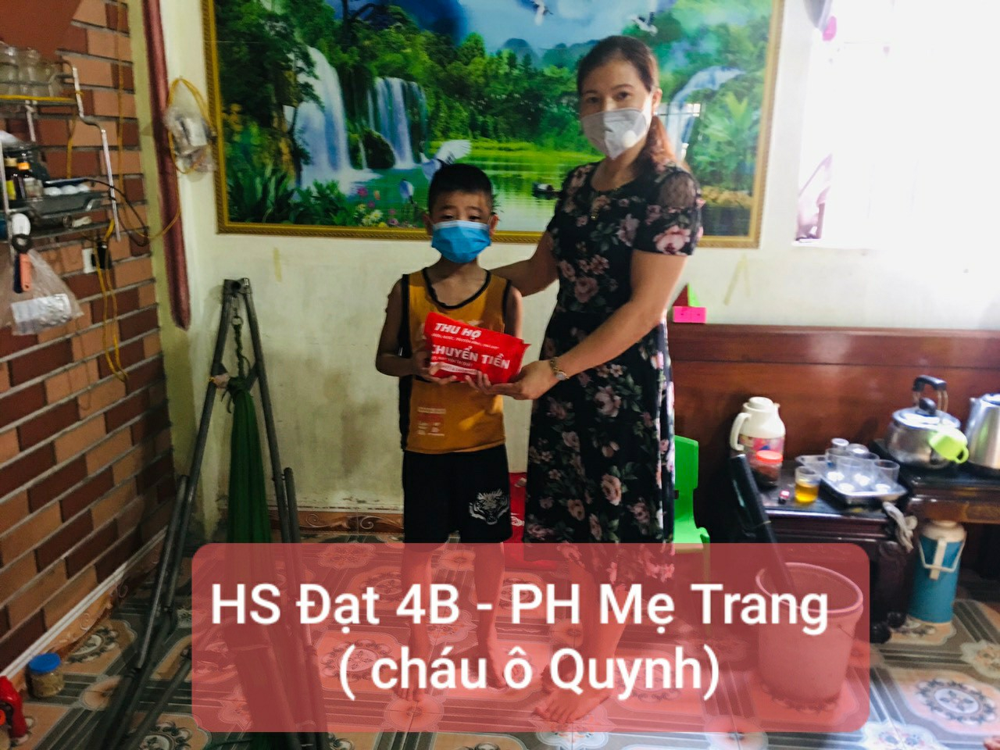 THU HỘ
CHUYỂN TIỀN
HS Đạt 4B - PH Mẹ Trang
( cháu ô Quynh)